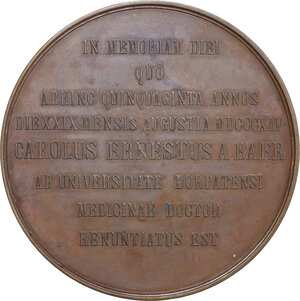 IN MEMORIAM DIEI
QUO
ABHINC QUINQUAGINTA ANNOS
DIE XXIX MENSIS AUGUSTI A MDCCCXIV
CAROLUS ERNESTUS A BAER
AB UNIVERSITATE DORPATENSI
MEDICINAE DOCTOR
RENUNTIATUS EST